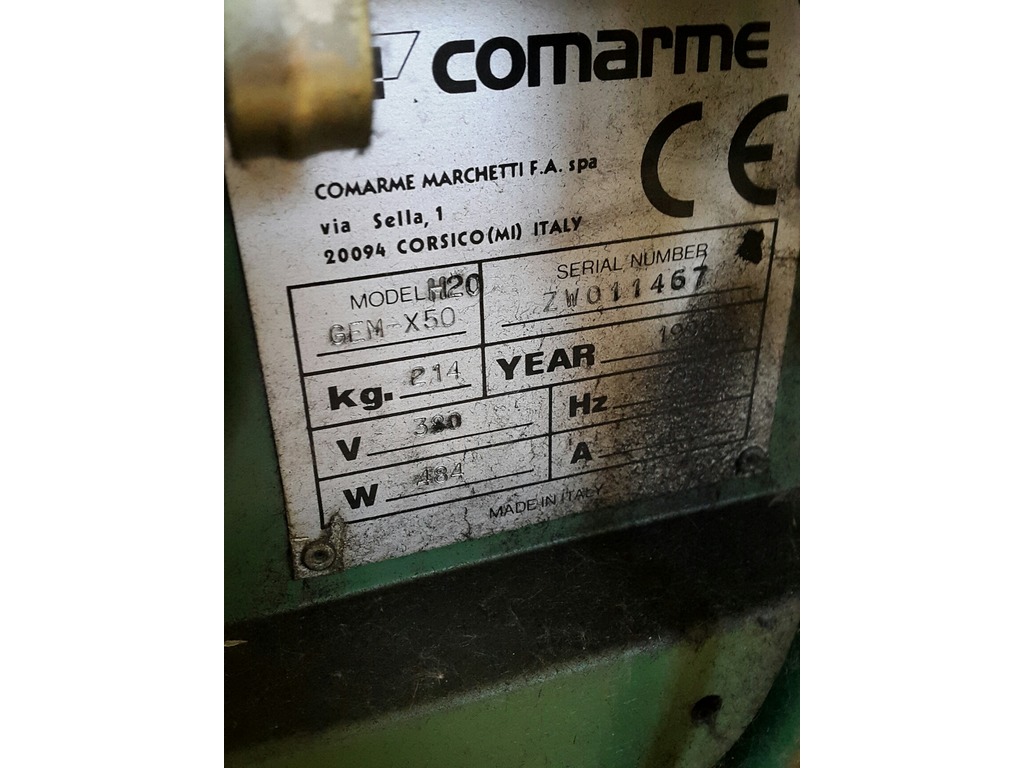 comarme
CE
COMARME MARCHETTI F.A. spa
via Sella, 1
20094 CORSICO (MI) ITALY
MODEL H20
GEM-X50
SERIAL NUMBER
ZW011467
Kg. 214
YEAR
V
Hz
W 484
A
MADE IN ITALY